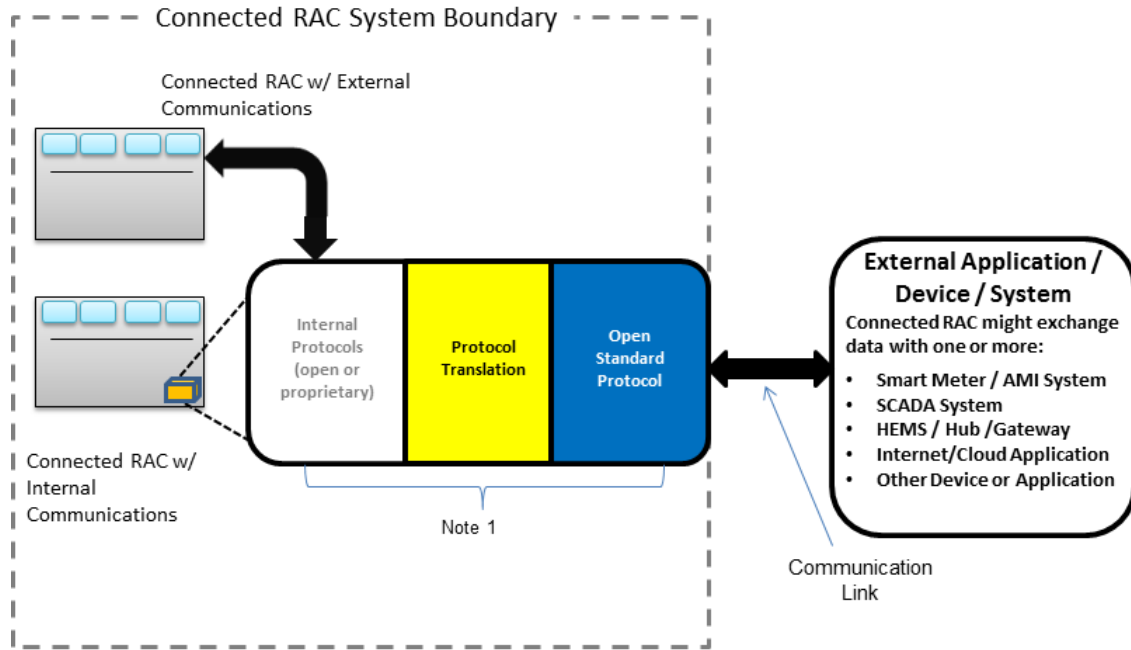 Connected RAC System Boundary
Connected RAC w/ External
Communications
Internal
Protocols
(open or
proprietary)
Protocol
Translation
Open
Standard
Protocol
Connected RAC w/
Internal
Communications
Note 1
External Application /
Device / System
Connected RAC might exchange
data with one or more:
• Smart Meter / AMI System
• SCADA System
• HEMS / Hub /Gateway
• Internet/Cloud Application
• Other Device or Application
Communication
Link